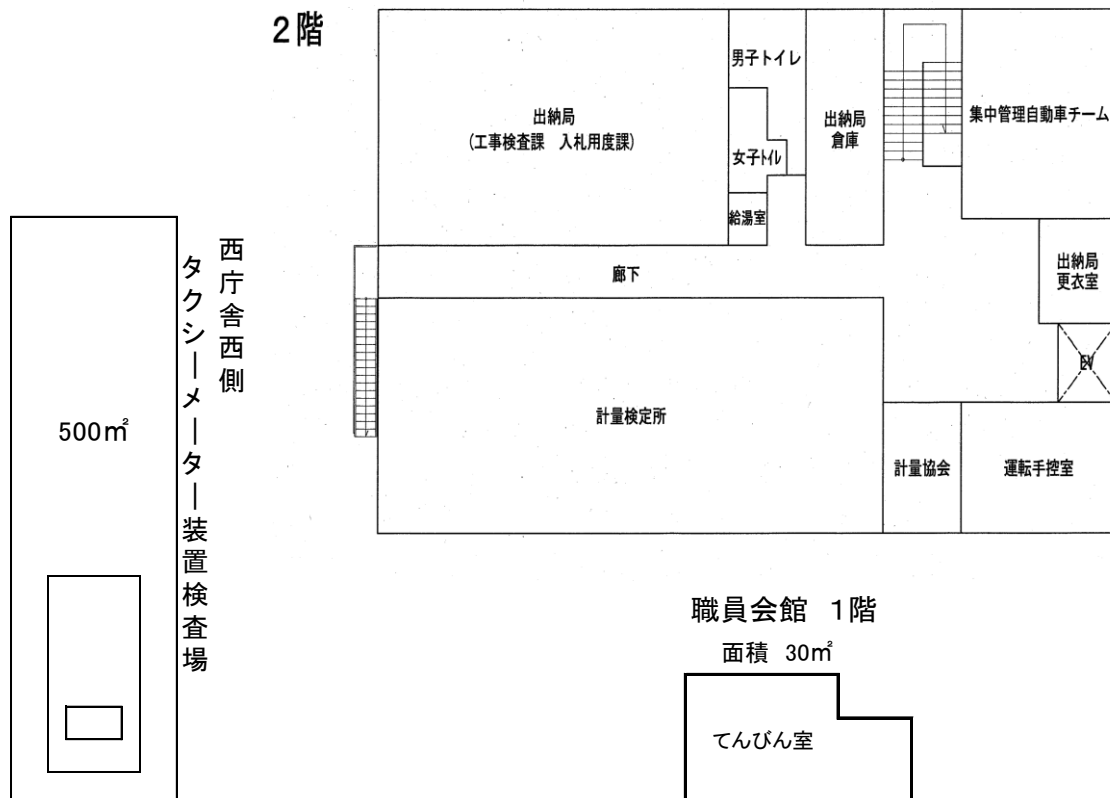 2階
男子トイレ
出納局
(工事検査課 入札用度課)
女子トイレ
給湯室
出納局
倉庫
集中管理自動車チーム
出納局
更衣室
廊下
EV
計量検定所
計量協会
運転手控室
西庁舎西側
タクシーメーター装置検査場
500㎡
職員会館 1階
面積 30㎡
てんびん室